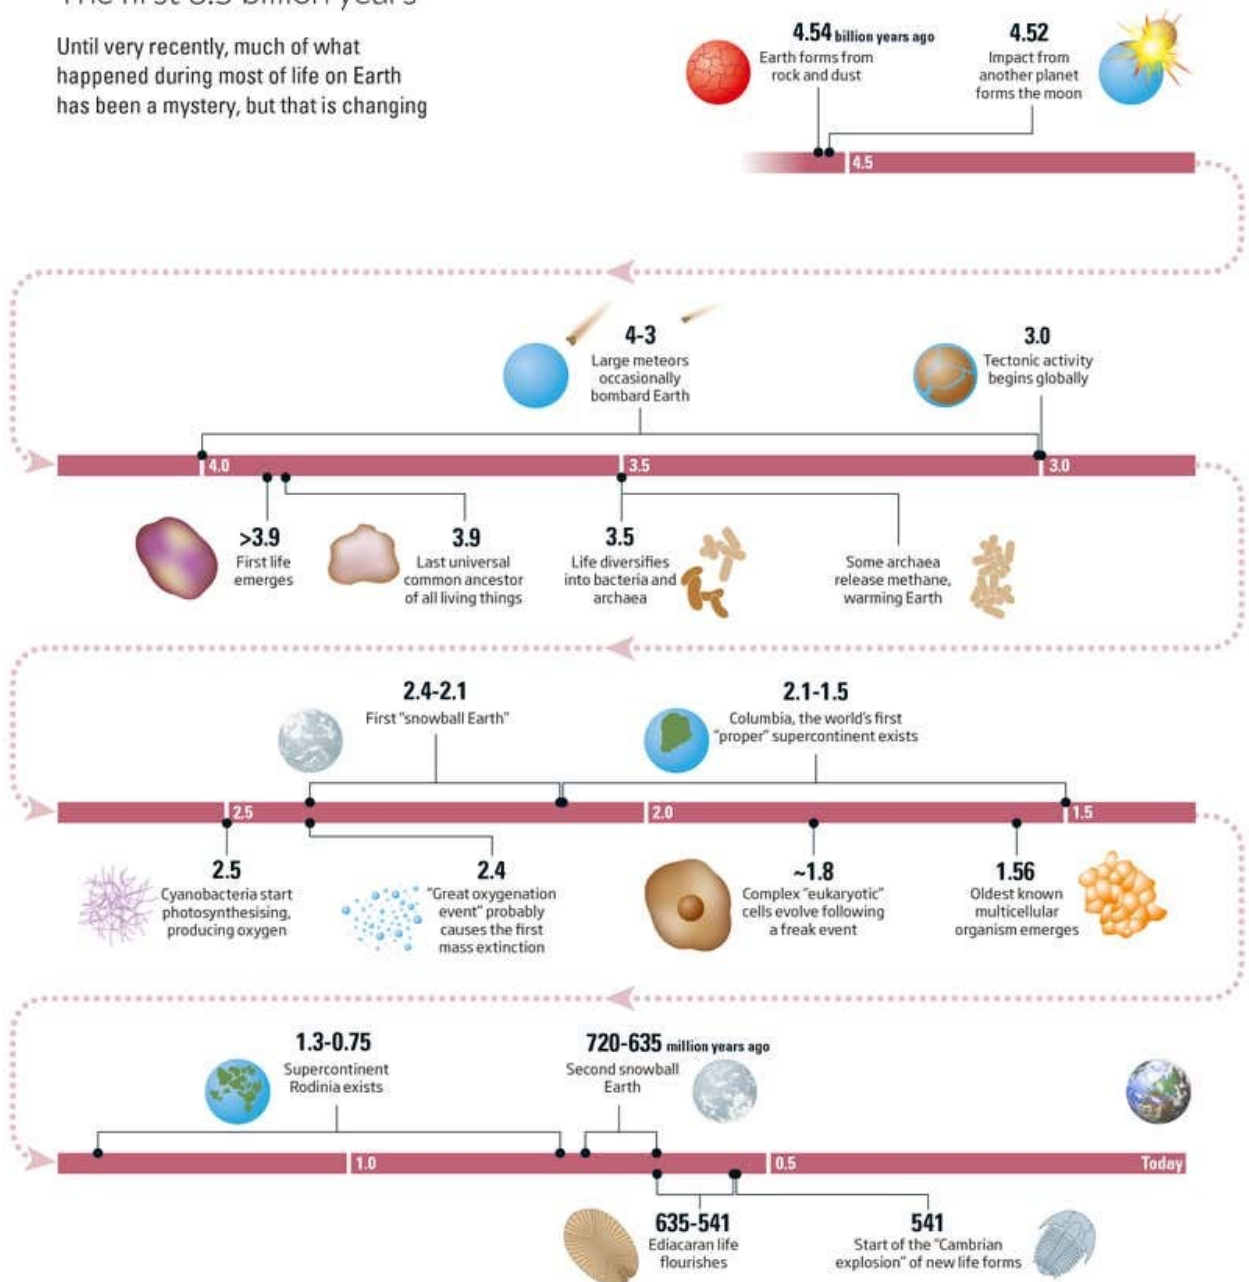 The first 8.5 billion years
Until very recently, much of what
happened during most of life on Earth
has been a mystery, but that is changing
4.54 billion years ago
Earth forms from
rock and dust
4.52
Impact from
another planet
forms the moon
4.5
4-3
Large meteors
occasionally
bombard Earth
3.0
Tectonic activity
begins globally
4.0
3.5
3.0
>3.9
First life
emerges
3.9
Last universal
common ancestor
of all living things
3.5
Life diversifies
into bacteria and
archaea
Some archaea
release methane,
warming Earth
2.4-2.1
First "snowball Earth"
2.1-1.5
Columbia, the world's first
"proper" supercontinent exists
2.5
2.0
1.5
2.5
Cyanobacteria start
photosynthesising,
producing oxygen
2.4
"Great oxygenation
event" probably
causes the first
mass extinction
~1.8
Complex "eukaryotic"
cells evolve following
a freak event
1.56
Oldest known
multicellular
organism emerges
1.3-0.75
Supercontinent
Rodinia exists
720-635 million years ago
Second snowball
Earth
1.0
0.5
Today
635-541
Ediacaran life
flourishes
541
Start of the "Cambrian
explosion" of new life forms